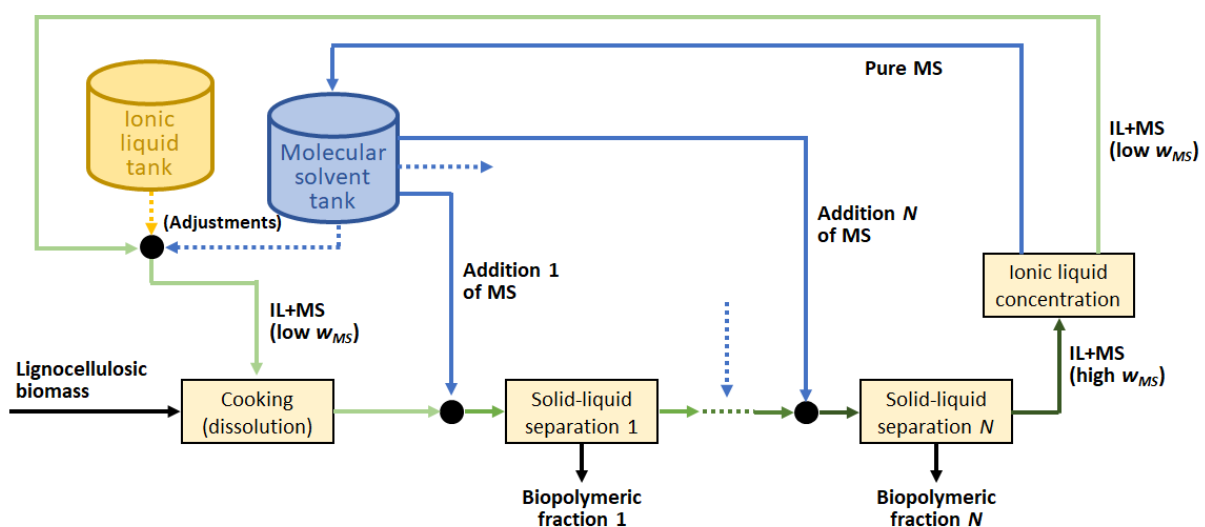 Pure MS
Ionic
liquid
tank
Molecular
solvent
tank
IL+MS
(low wMS)
(Adjustments)
Addition N
of MS
Addition 1
of MS
Ionic liquid
concentration
IL+MS
(low wMS)
IL+MS
(high wMS)
Lignocellulosic
biomass
Cooking
(dissolution)
Solid-liquid
separation 1
Solid-liquid
separation N
Biopolymeric
fraction 1
Biopolymeric
fraction N